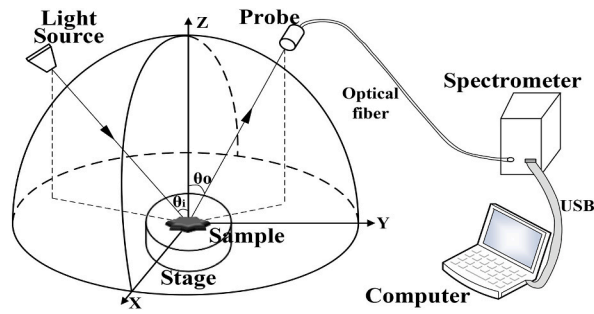 Light
Source
Z
Probe
Optical
fiber
Spectrometer
θo
θi
Y
Sample
Stage
X
USB
Computer